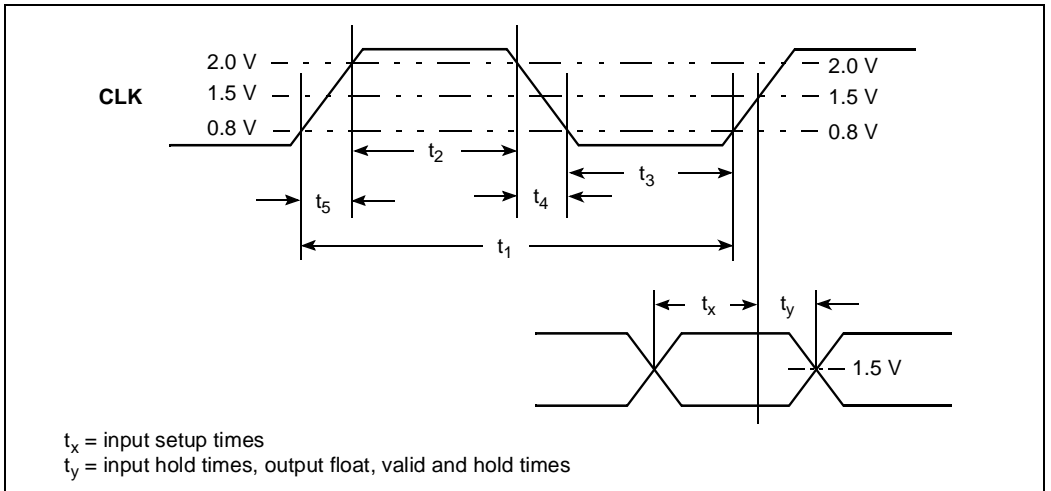 2.0 V
2.0 V
CLK
1.5 V
1.5 V
0.8 V
0.8 V
t2
t3
t5
t4
t1
tx
ty
1.5 V
tx = input setup times
ty = input hold times, output float, valid and hold times